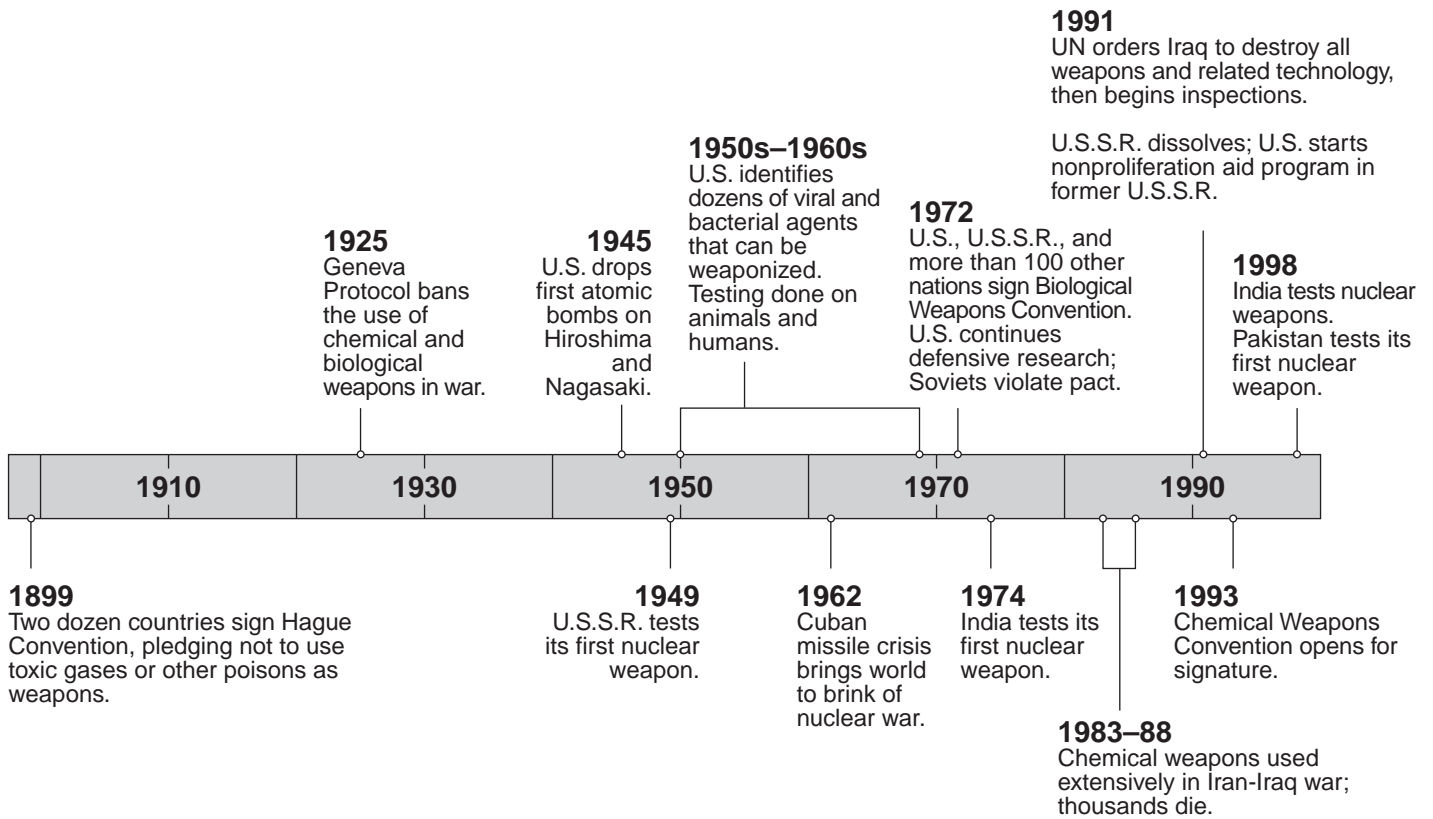 1991
UN orders Iraq to destroy all
weapons and related technology,
then begins inspections.
U.S.S.R. dissolves; U.S. starts
nonproliferation aid program in
former U.S.S.R.
1950s–1960s
U.S. identifies
dozens of viral and
bacterial agents
that can be
weaponized.
Testing done on
animals and
humans.
1925
Geneva
Protocol bans
the use of
chemical and
biological
weapons in war.
1945
U.S. drops
first atomic
bombs on
Hiroshima
and
Nagasaki.
1972
U.S., U.S.S.R., and
more than 100 other
nations sign Biological
Weapons Convention.
U.S. continues
defensive research;
Soviets violate pact.
1998
India tests nuclear
weapons.
Pakistan tests its
first nuclear
weapon.
1910
1930
1950
1970
1990
1899
Two dozen countries sign Hague
Convention, pledging not to use
toxic gases or other poisons as
weapons.
1949
U.S.S.R. tests
its first nuclear
weapon.
1962
Cuban
missile crisis
brings world
to brink of
nuclear war.
1974
India tests its
first nuclear
weapon.
1993
Chemical Weapons
Convention opens for
signature.
1983–88
Chemical weapons used
extensively in Iran-Iraq war;
thousands die.